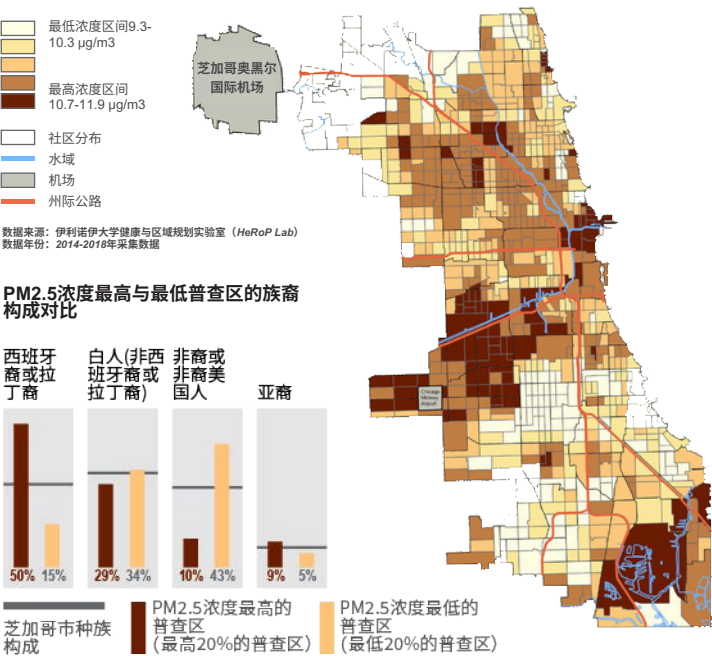 最低浓度区间9.3-
10.3 µg/m3
最高浓度区间
10.7-11.9 µg/m3
社区分布
水域
机场
州际公路
芝加哥奥黑尔
国际机场
数据来源：伊利诺伊大学健康与区域规划实验室（HeRoP Lab）
数据年份：2014-2018年采集数据
Chicago
Midway
Airport
PM2.5浓度最高与最低普查区的族裔
构成对比
西班牙
裔或拉
丁裔
白人(非西
班牙裔或
拉丁裔)
非裔或
非裔美
国人
亚裔
50% 15%
29% 34%
10% 43%
9% 5%
芝加哥市种族
构成
PM2.5浓度最高的
普查区
(最高20%的普查区)
PM2.5浓度最低的
普查区
(最低20%的普查区)